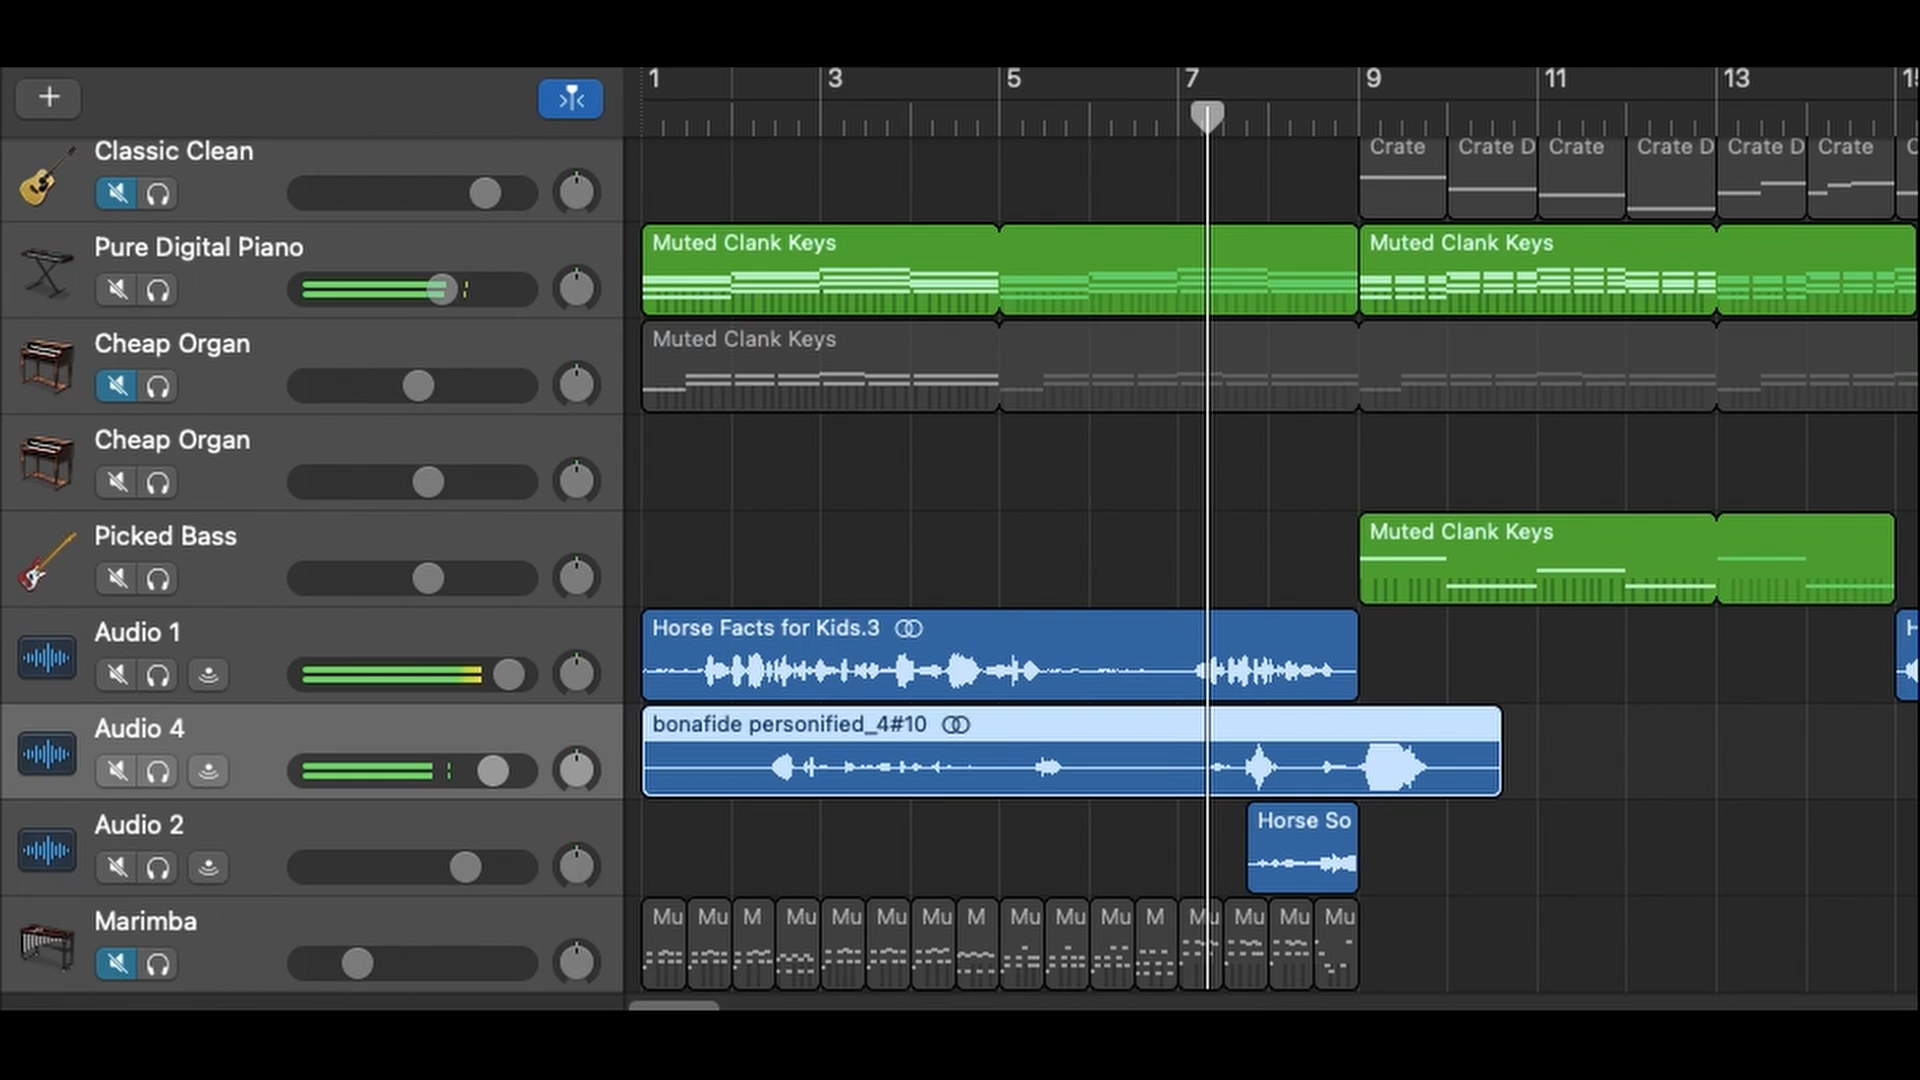 1 3 5 7 9 11 13
Classic Clean
Crate Crate D Crate Crate D Crate D Crate
Pure Digital Piano
Muted Clank Keys Muted Clank Keys
Cheap Organ
Muted Clank Keys
Cheap Organ
Picked Bass
Muted Clank Keys
Audio 1
Horse Facts for Kids.3
Audio 4
bonafide personified_4#10
Audio 2
Horse So
Marimba
Mu Mu M Mu Mu Mu Mu M Mu Mu Mu M Mu Mu Mu Mu